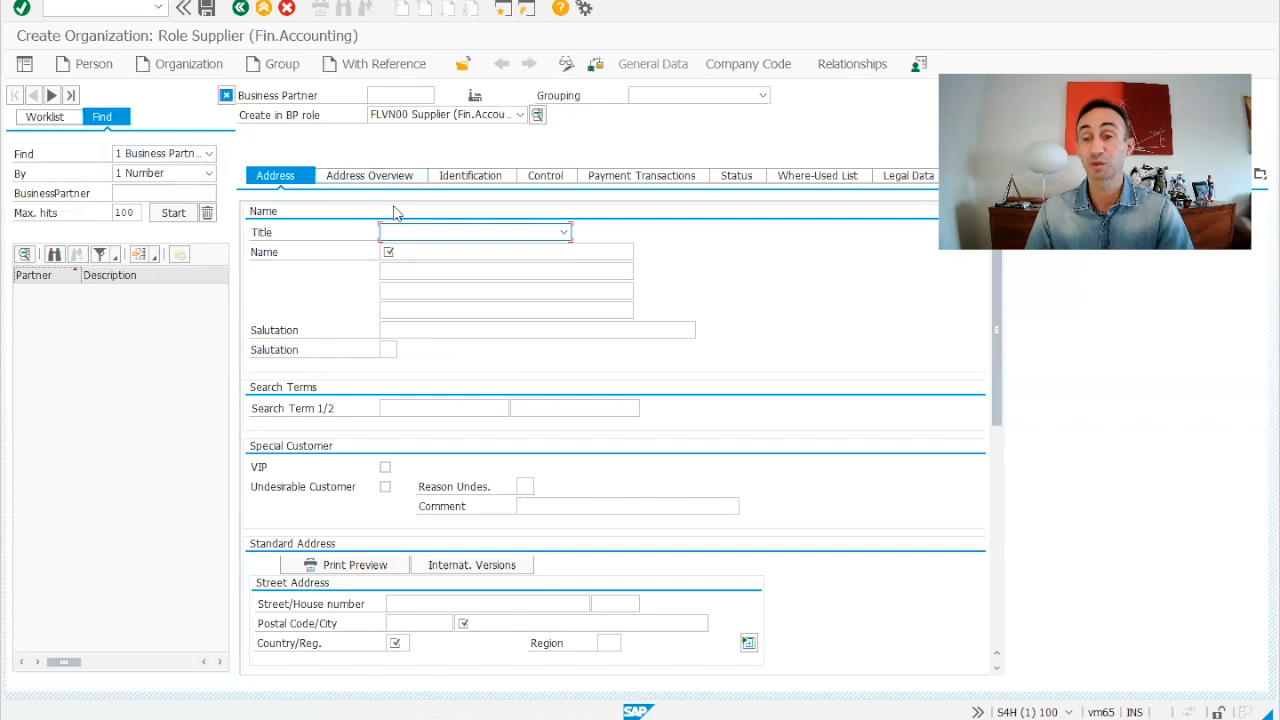 Create Organization: Role Supplier (Fin.Accounting)
Person Organization Group With Reference General Data Company Code Relationships
Business Partner Grouping
Worklist Find
Create in BP role FLVN00 Supplier (Fin.Accou...
Find 1 Business Partn...
By 1 Number
BusinessPartner
Max. hits 100 Start
Partner Description
Address Address Overview Identification Control Payment Transactions Status Where-Used List Legal Data
Name
Title
Name
Salutation
Salutation
Search Terms
Search Term 1/2
Special Customer
VIP
Undesirable Customer Reason Undes.
Comment
Standard Address
Print Preview Internat. Versions
Street Address
Street/House number
Postal Code/City
Country/Reg. Region
SAP S4H (1) 100 vm65 INS